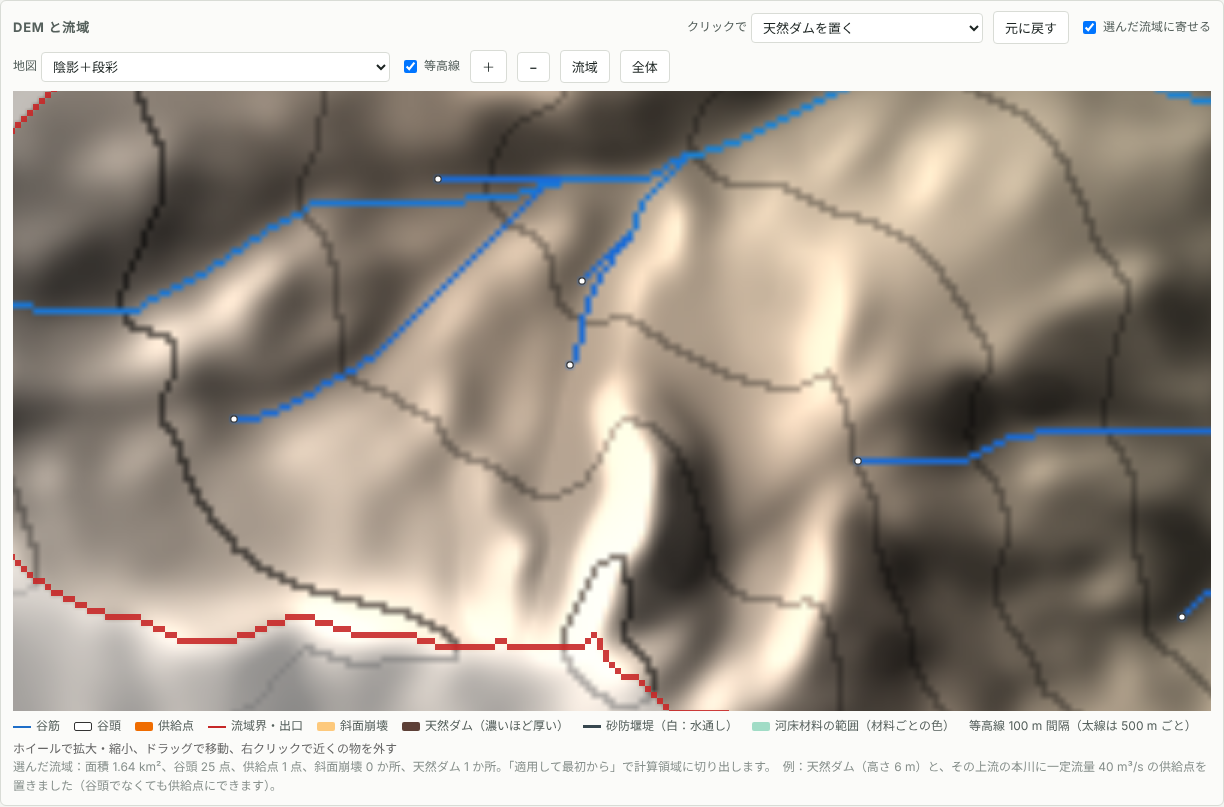 DEM と流域
クリックで 天然ダムを置く 元に戻す 選んだ流域に寄せる
地図 陰影＋段彩 等高線 ＋ － 流域 全体
谷筋 谷頭 供給点 流域界・出口 斜面崩壊 天然ダム（濃いほど厚い） 砂防堰堤（白：水通し） 河床材料の範囲（材料ごとの色） 等高線 100 m 間隔（太線は 500 m ごと）
ホイールで拡大・縮小、ドラッグで移動、右クリックで近くの物を外す
選んだ流域：面積 1.64 km²、谷頭 25 点、供給点 1 点、斜面崩壊 0 か所、天然ダム 1 か所。「適用して最初から」で計算領域に切り出します。 例：天然ダム（高さ 6 m）と、その上流の本川に一定流量 40 m³/s の供給点を
置きました（谷頭でなくても供給点にできます）。